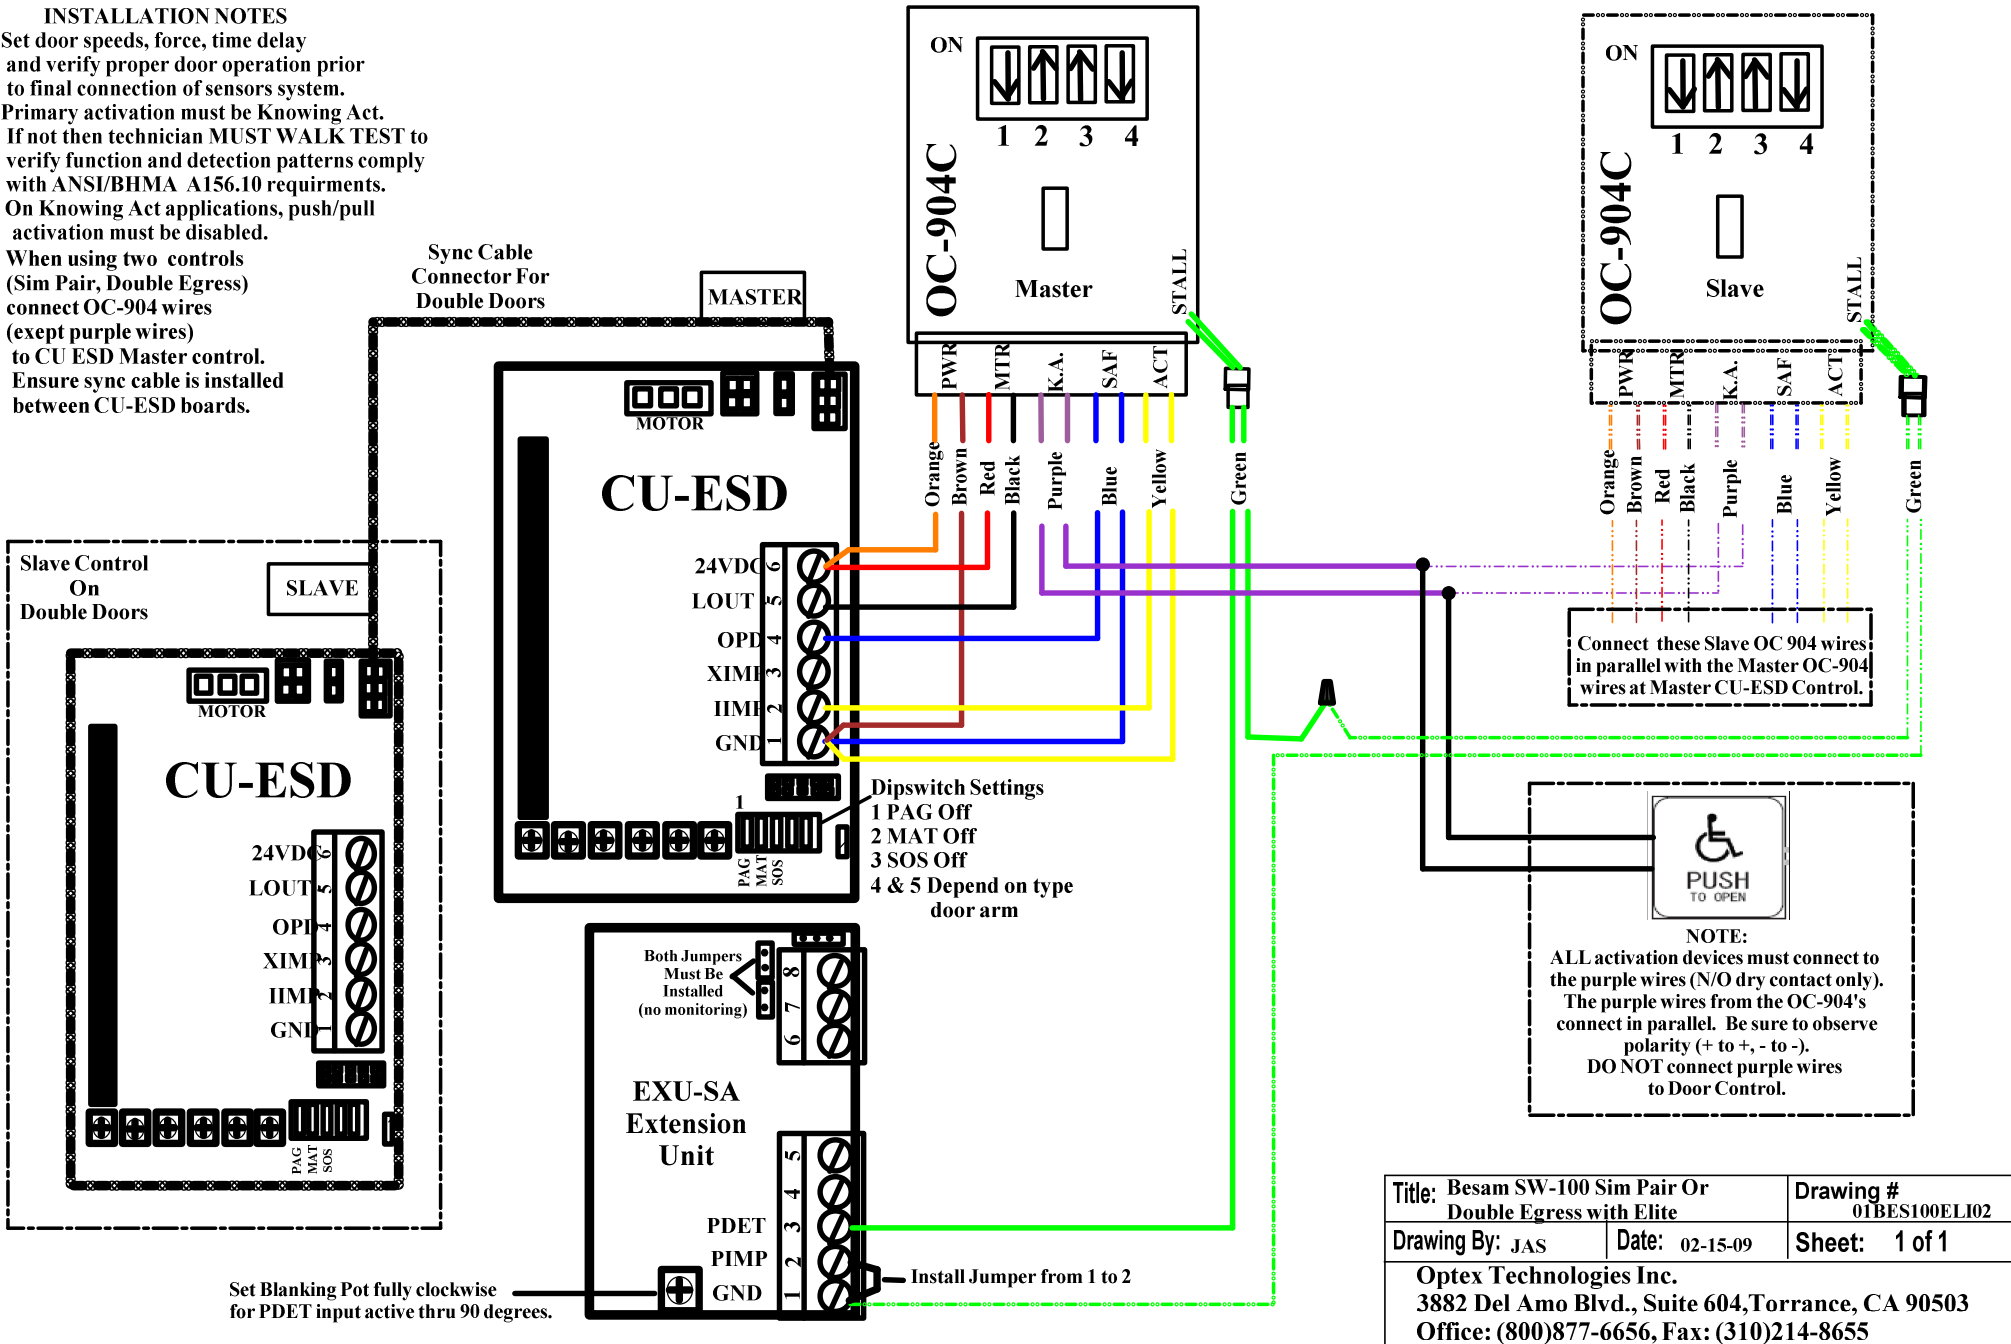 INSTALLATION NOTES
Set door speeds, force, time delay
and verify proper door operation prior
to final connection of sensors system.
Primary activation must be Knowing Act.
If not then technician MUST WALK TEST to
verify function and detection patterns comply
with ANSI/BHMA A156.10 requirments.
On Knowing Act applications, push/pull
activation must be disabled.
When using two controls
(Sim Pair, Double Egress)
connect OC-904 wires
(except purple wires)
to CU ESD Master control.
Ensure sync cable is installed
between CU-ESD boards.
Sync Cable
Connector For
Double Doors
MASTER
MOTOR
CU-ESD
24VDC 6
LOUT 5
OPD 4
XIMP 3
IIMP 2
GND 1
1
PAG
MAT
SOS
Dipswitch Settings
1 PAG Off
2 MAT Off
3 SOS Off
4 & 5 Depend on type
door arm
Slave Control
On
Double Doors
SLAVE
MOTOR
CU-ESD
24VDC 6
LOUT 5
OPD 4
XIMP 3
IIMP 2
GND 1
PAG
MAT
SOS
ON
1 2 3 4
OC-904C
Master
STALL
PWR MTR K.A. SAF ACT
Orange Brown Red Black Purple Blue Yellow Green
ON
1 2 3 4
OC-904C
Slave
STALL
PWR MTR K.A. SAF ACT
Orange Brown Red Black Purple Blue Yellow Green
Connect these Slave OC 904 wires
in parallel with the Master OC-904
wires at Master CU-ESD Control.
PUSH
TO OPEN
NOTE:
ALL activation devices must connect to
the purple wires (N/O dry contact only).
The purple wires from the OC-904's
connect in parallel. Be sure to observe
polarity (+ to +, - to -).
DO NOT connect purple wires
to Door Control.
Both Jumpers
Must Be
Installed
(no monitoring)
8
7
6
EXU-SA
Extension
Unit
5
4
PDET 3
PIMP 2
GND 1
Install Jumper from 1 to 2
Set Blanking Pot fully clockwise
for PDET input active thru 90 degrees.
Title: Besam SW-100 Sim Pair Or
Double Egress with Elite
Drawing #
01BES100ELI02
Drawing By: JAS
Date: 02-15-09
Sheet: 1 of 1
Optex Technologies Inc.
3882 Del Amo Blvd., Suite 604,Torrance, CA 90503
Office: (800)877-6656, Fax: (310)214-8655